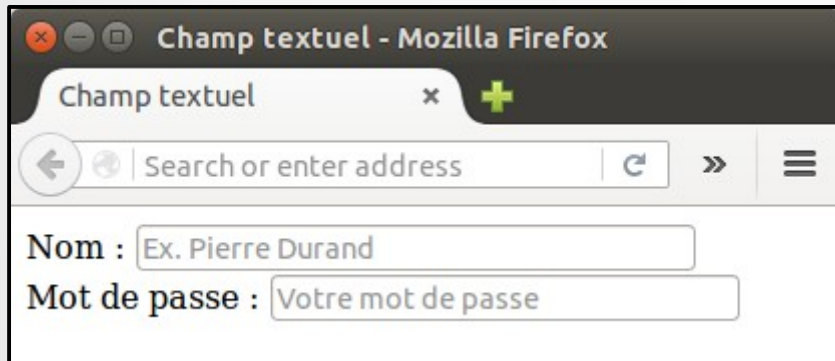 Champ textuel - Mozilla Firefox
Champ textuel
Search or enter address
Nom : Ex. Pierre Durand
Mot de passe : Votre mot de passe